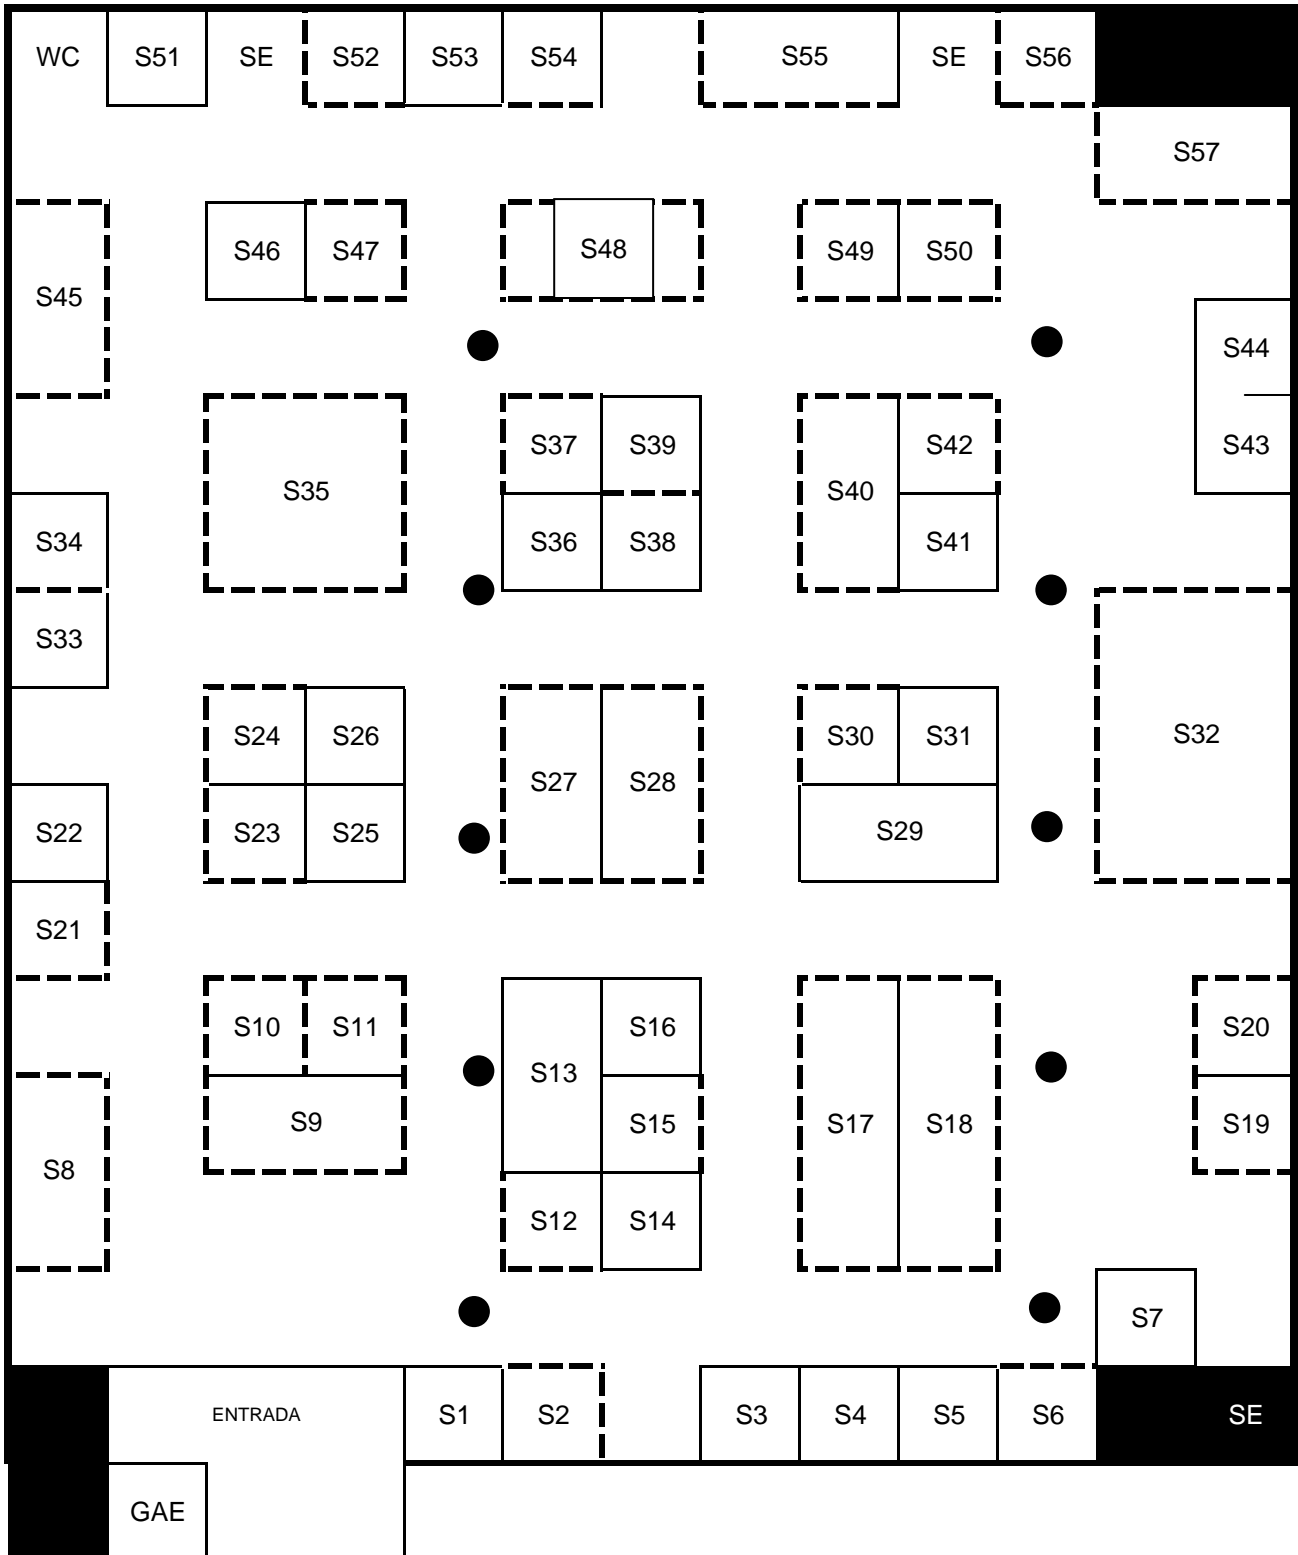 WC S51 SE S52 S53 S54 S55 SE S56
S57
S46 S47 S48 S49 S50
S45
S44
S37 S39 S42 S43
S35 S40
S34 S36 S38 S41
S33
S24 S26 S30 S31 S32
S27 S28
S22 S23 S25 S29
S21
S10 S11 S16 S20
S13
S9 S15 S17 S18 S19
S8
S12 S14
S7
ENTRADA S1 S2 S3 S4 S5 S6 SE
GAE